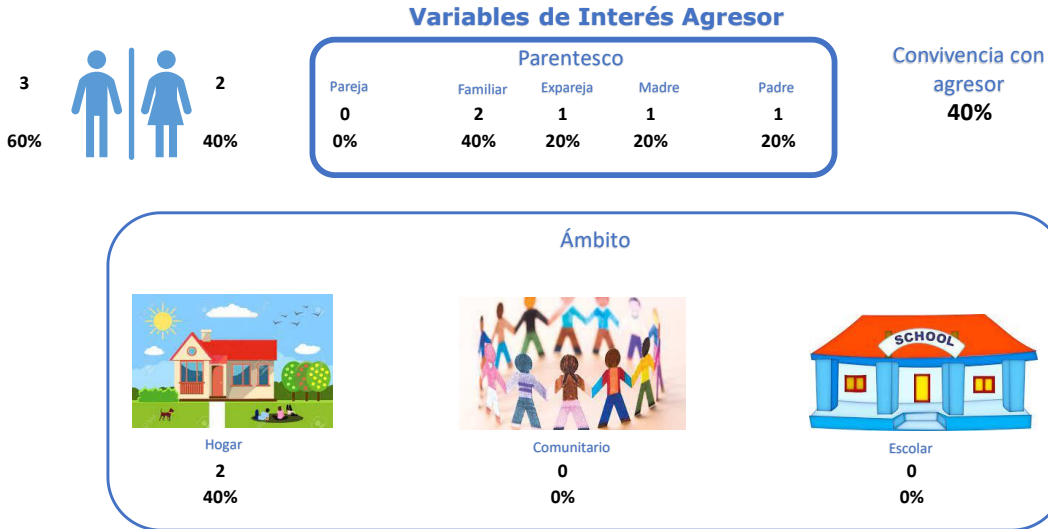 Variables de Interés Agresor
3
60%
2
40%
Parentesco
Pareja Familiar Expareja Madre Padre
0 2 1 1 1
0% 40% 20% 20% 20%
Convivencia con
agresor
40%
Ámbito
SCHOOL
Hogar Comunitario Escolar
2 0 0
40% 0% 0%